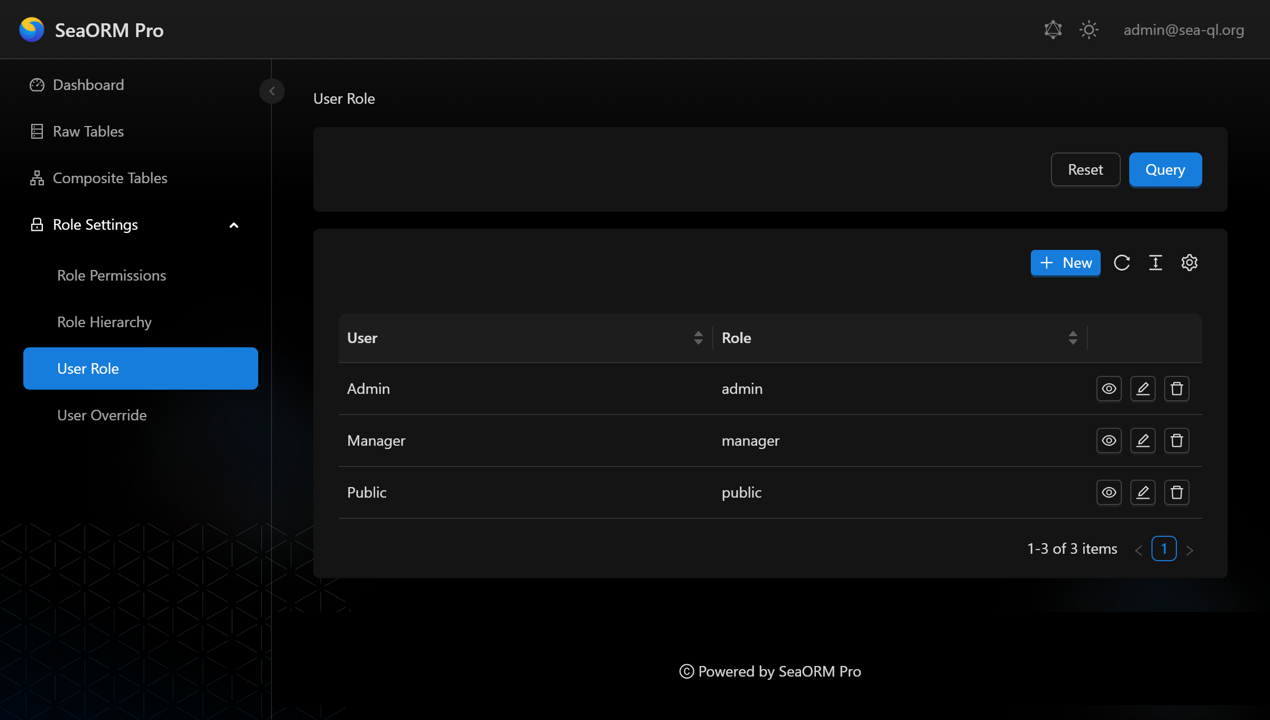 SeaORM Pro
admin@sea-ql.org
Dashboard
Raw Tables
Composite Tables
Role Settings
Role Permissions
Role Hierarchy
User Role
User Override
User Role
Reset
Query
+ New
User
Role
Admin
admin
Manager
manager
Public
public
1-3 of 3 items
< 1 >
© Powered by SeaORM Pro